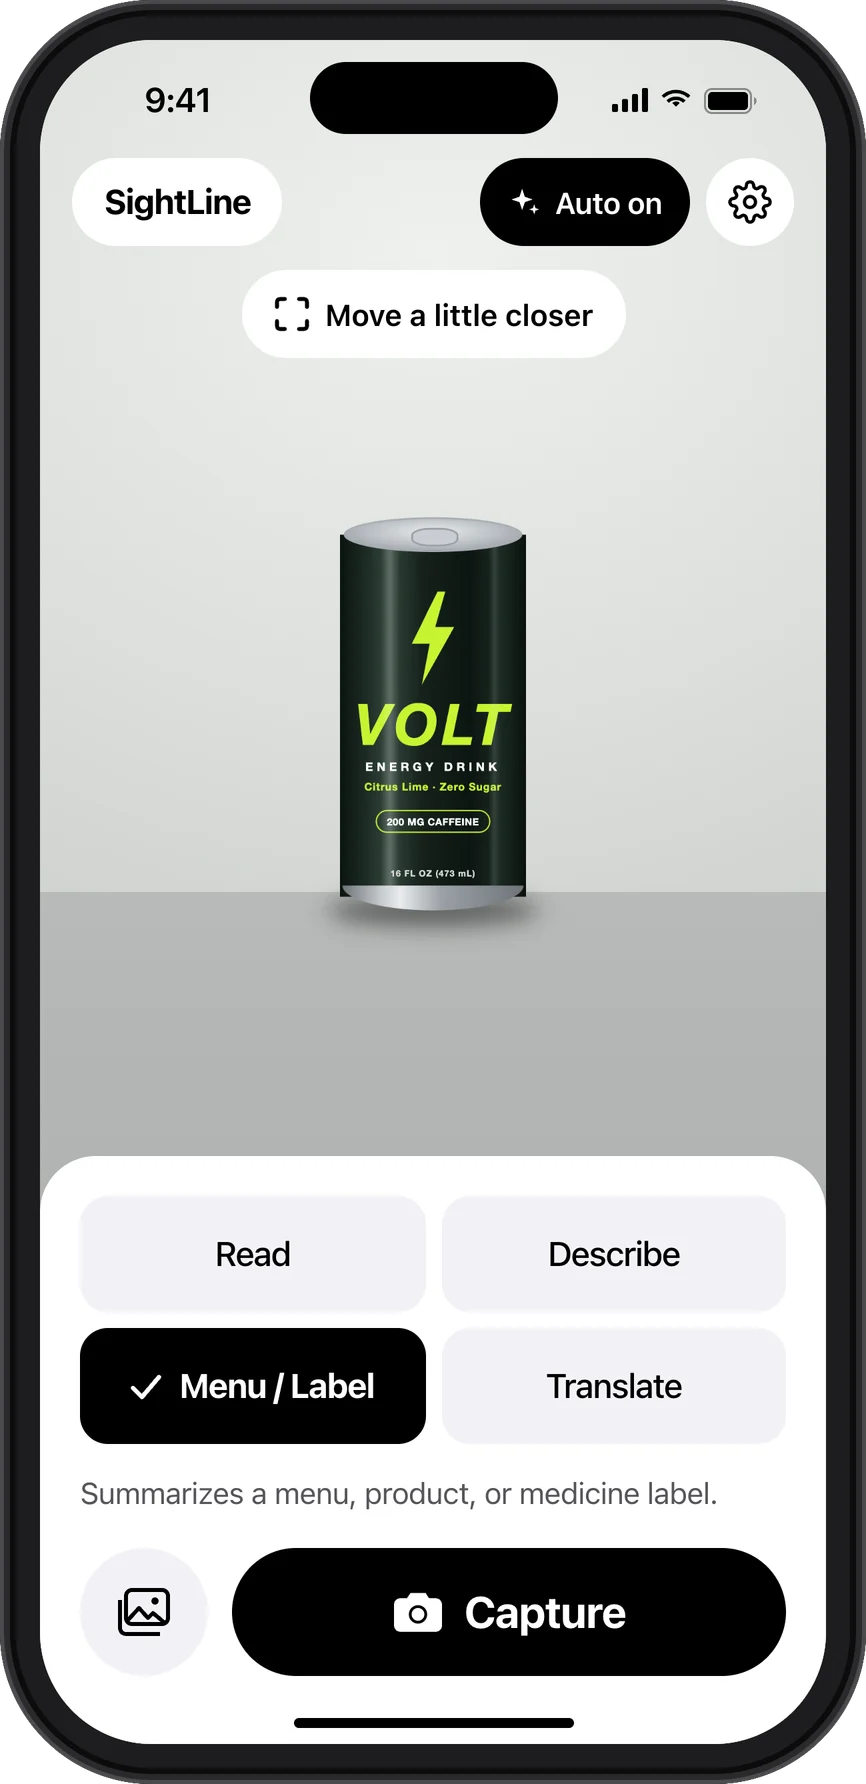 9:41
SightLine
Auto on
Move a little closer
VOLT
ENERGY DRINK
Citrus Lime · Zero Sugar
200 MG CAFFEINE
16 FL OZ (473 mL)
Read
Describe
Menu / Label
Translate
Summarizes a menu, product, or medicine label.
Capture